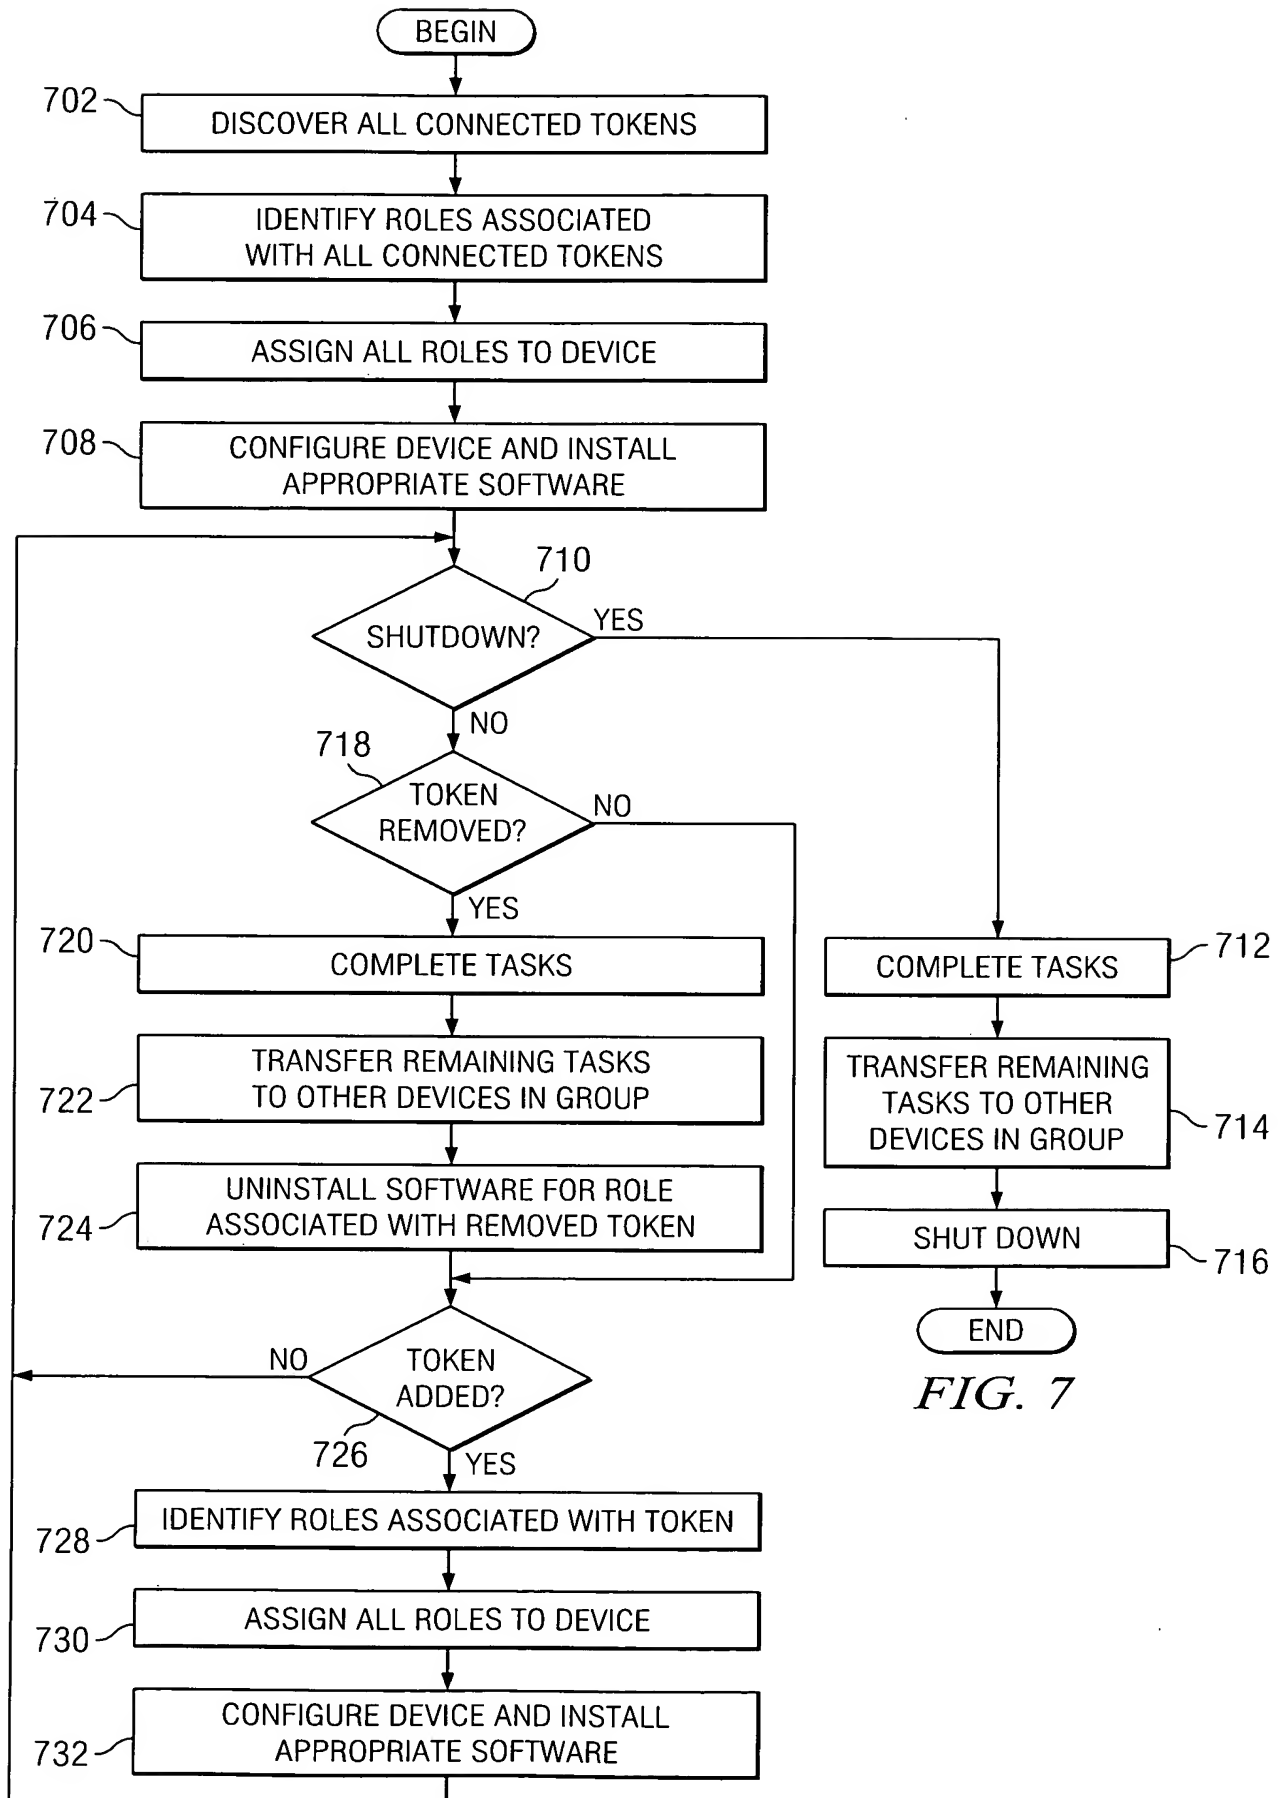 BEGIN
702
DISCOVER ALL CONNECTED TOKENS
704
IDENTIFY ROLES ASSOCIATED
WITH ALL CONNECTED TOKENS
706
ASSIGN ALL ROLES TO DEVICE
708
CONFIGURE DEVICE AND INSTALL
APPROPRIATE SOFTWARE
710
SHUTDOWN?
YES
NO
718
TOKEN
REMOVED?
NO
YES
720
COMPLETE TASKS
722
TRANSFER REMAINING TASKS
TO OTHER DEVICES IN GROUP
724
UNINSTALL SOFTWARE FOR ROLE
ASSOCIATED WITH REMOVED TOKEN
712
COMPLETE TASKS
TRANSFER REMAINING
TASKS TO OTHER
DEVICES IN GROUP
714
SHUT DOWN
716
END
FIG. 7
NO
TOKEN
ADDED?
726
YES
728
IDENTIFY ROLES ASSOCIATED WITH TOKEN
730
ASSIGN ALL ROLES TO DEVICE
732
CONFIGURE DEVICE AND INSTALL
APPROPRIATE SOFTWARE